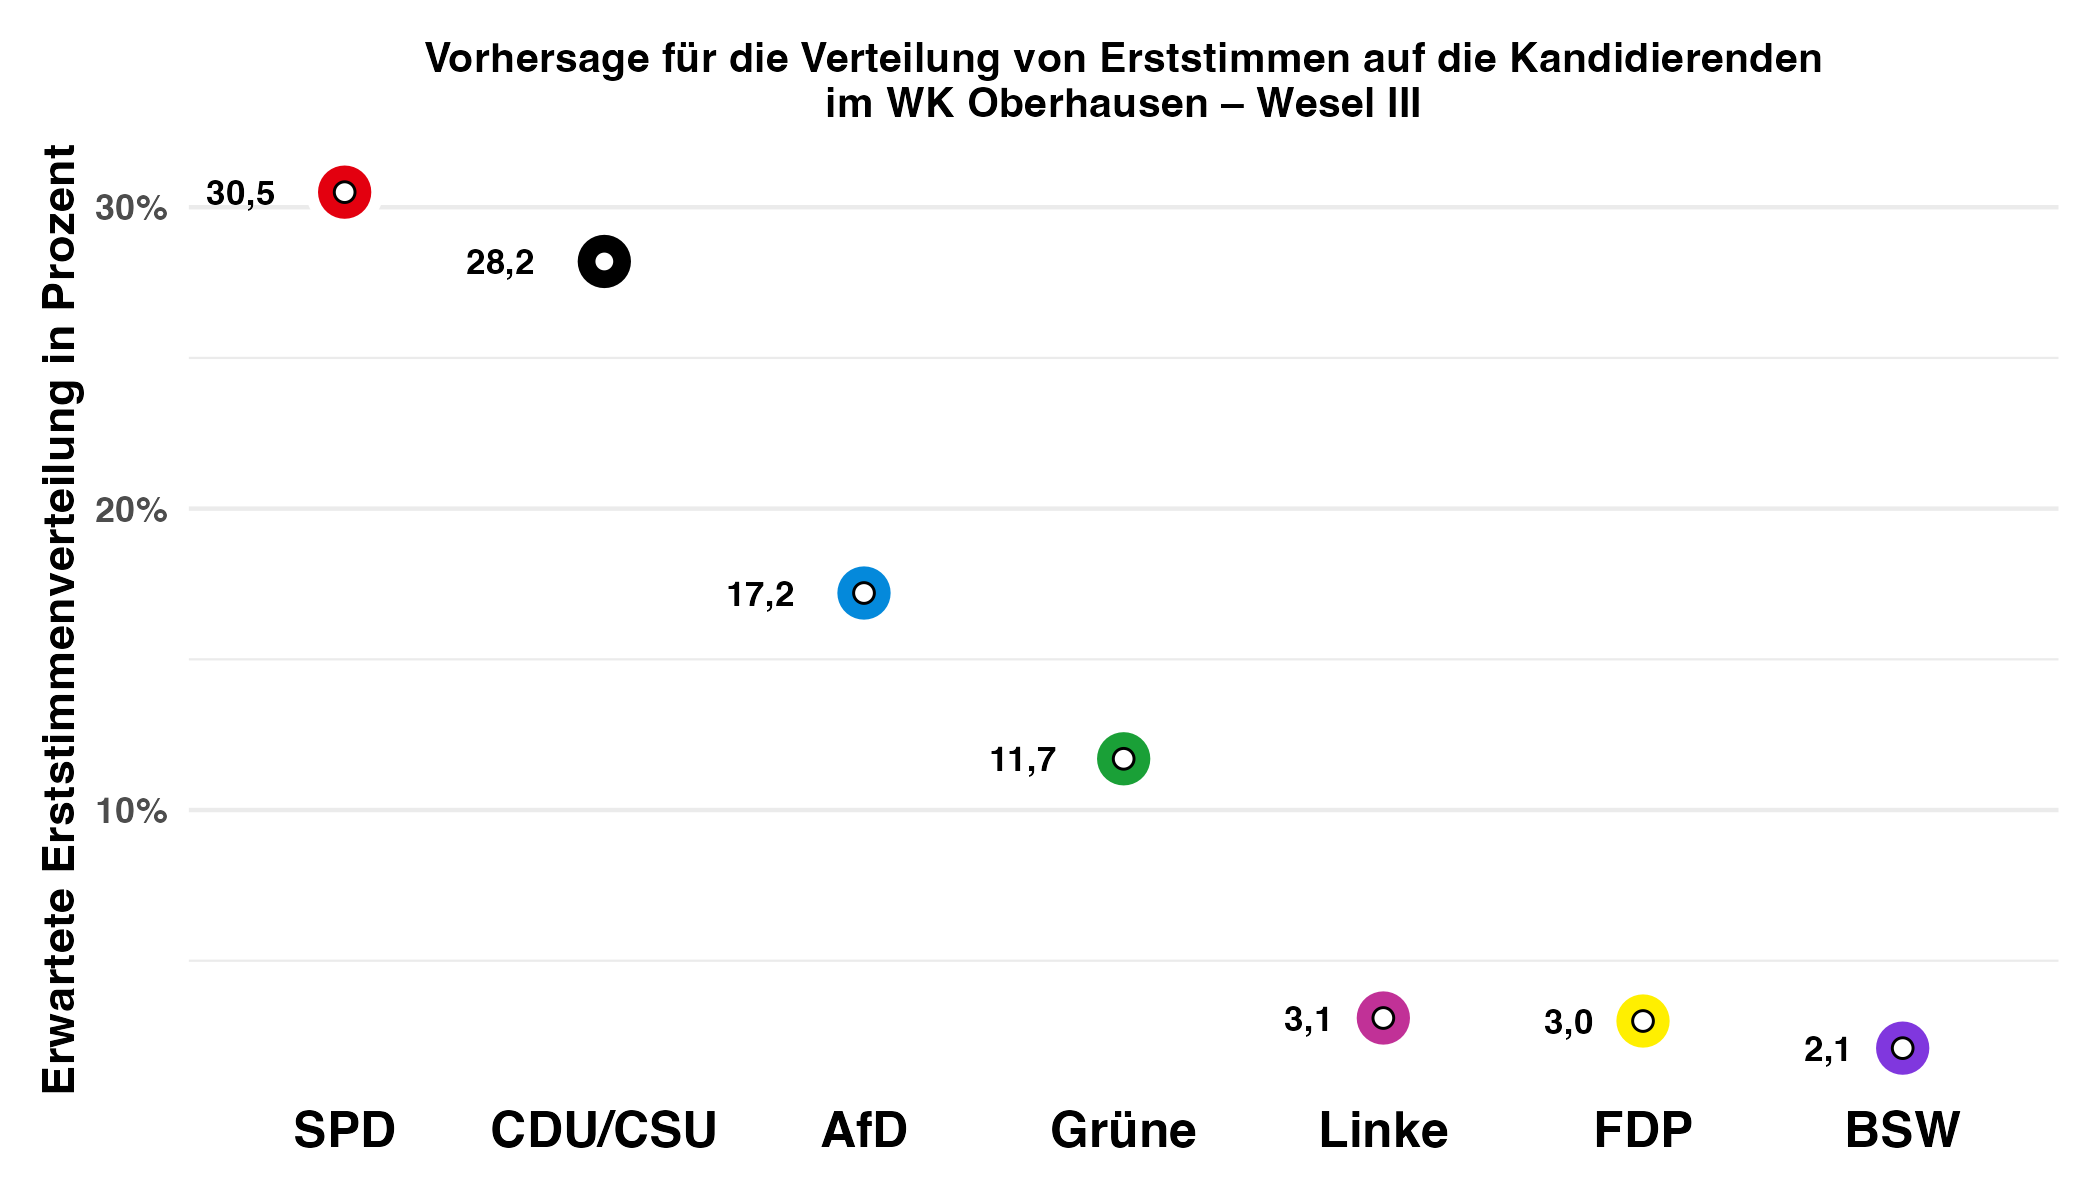 Vorhersage für die Verteilung von Erststimmen auf die Kandidierenden
im WK Oberhausen – Wesel III
Erwartete Erststimmenverteilung in Prozent
30%
20%
10%
30,5
28,2
17,2
11,7
3,1
3,0
2,1
SPD
CDU/CSU
AfD
Grüne
Linke
FDP
BSW